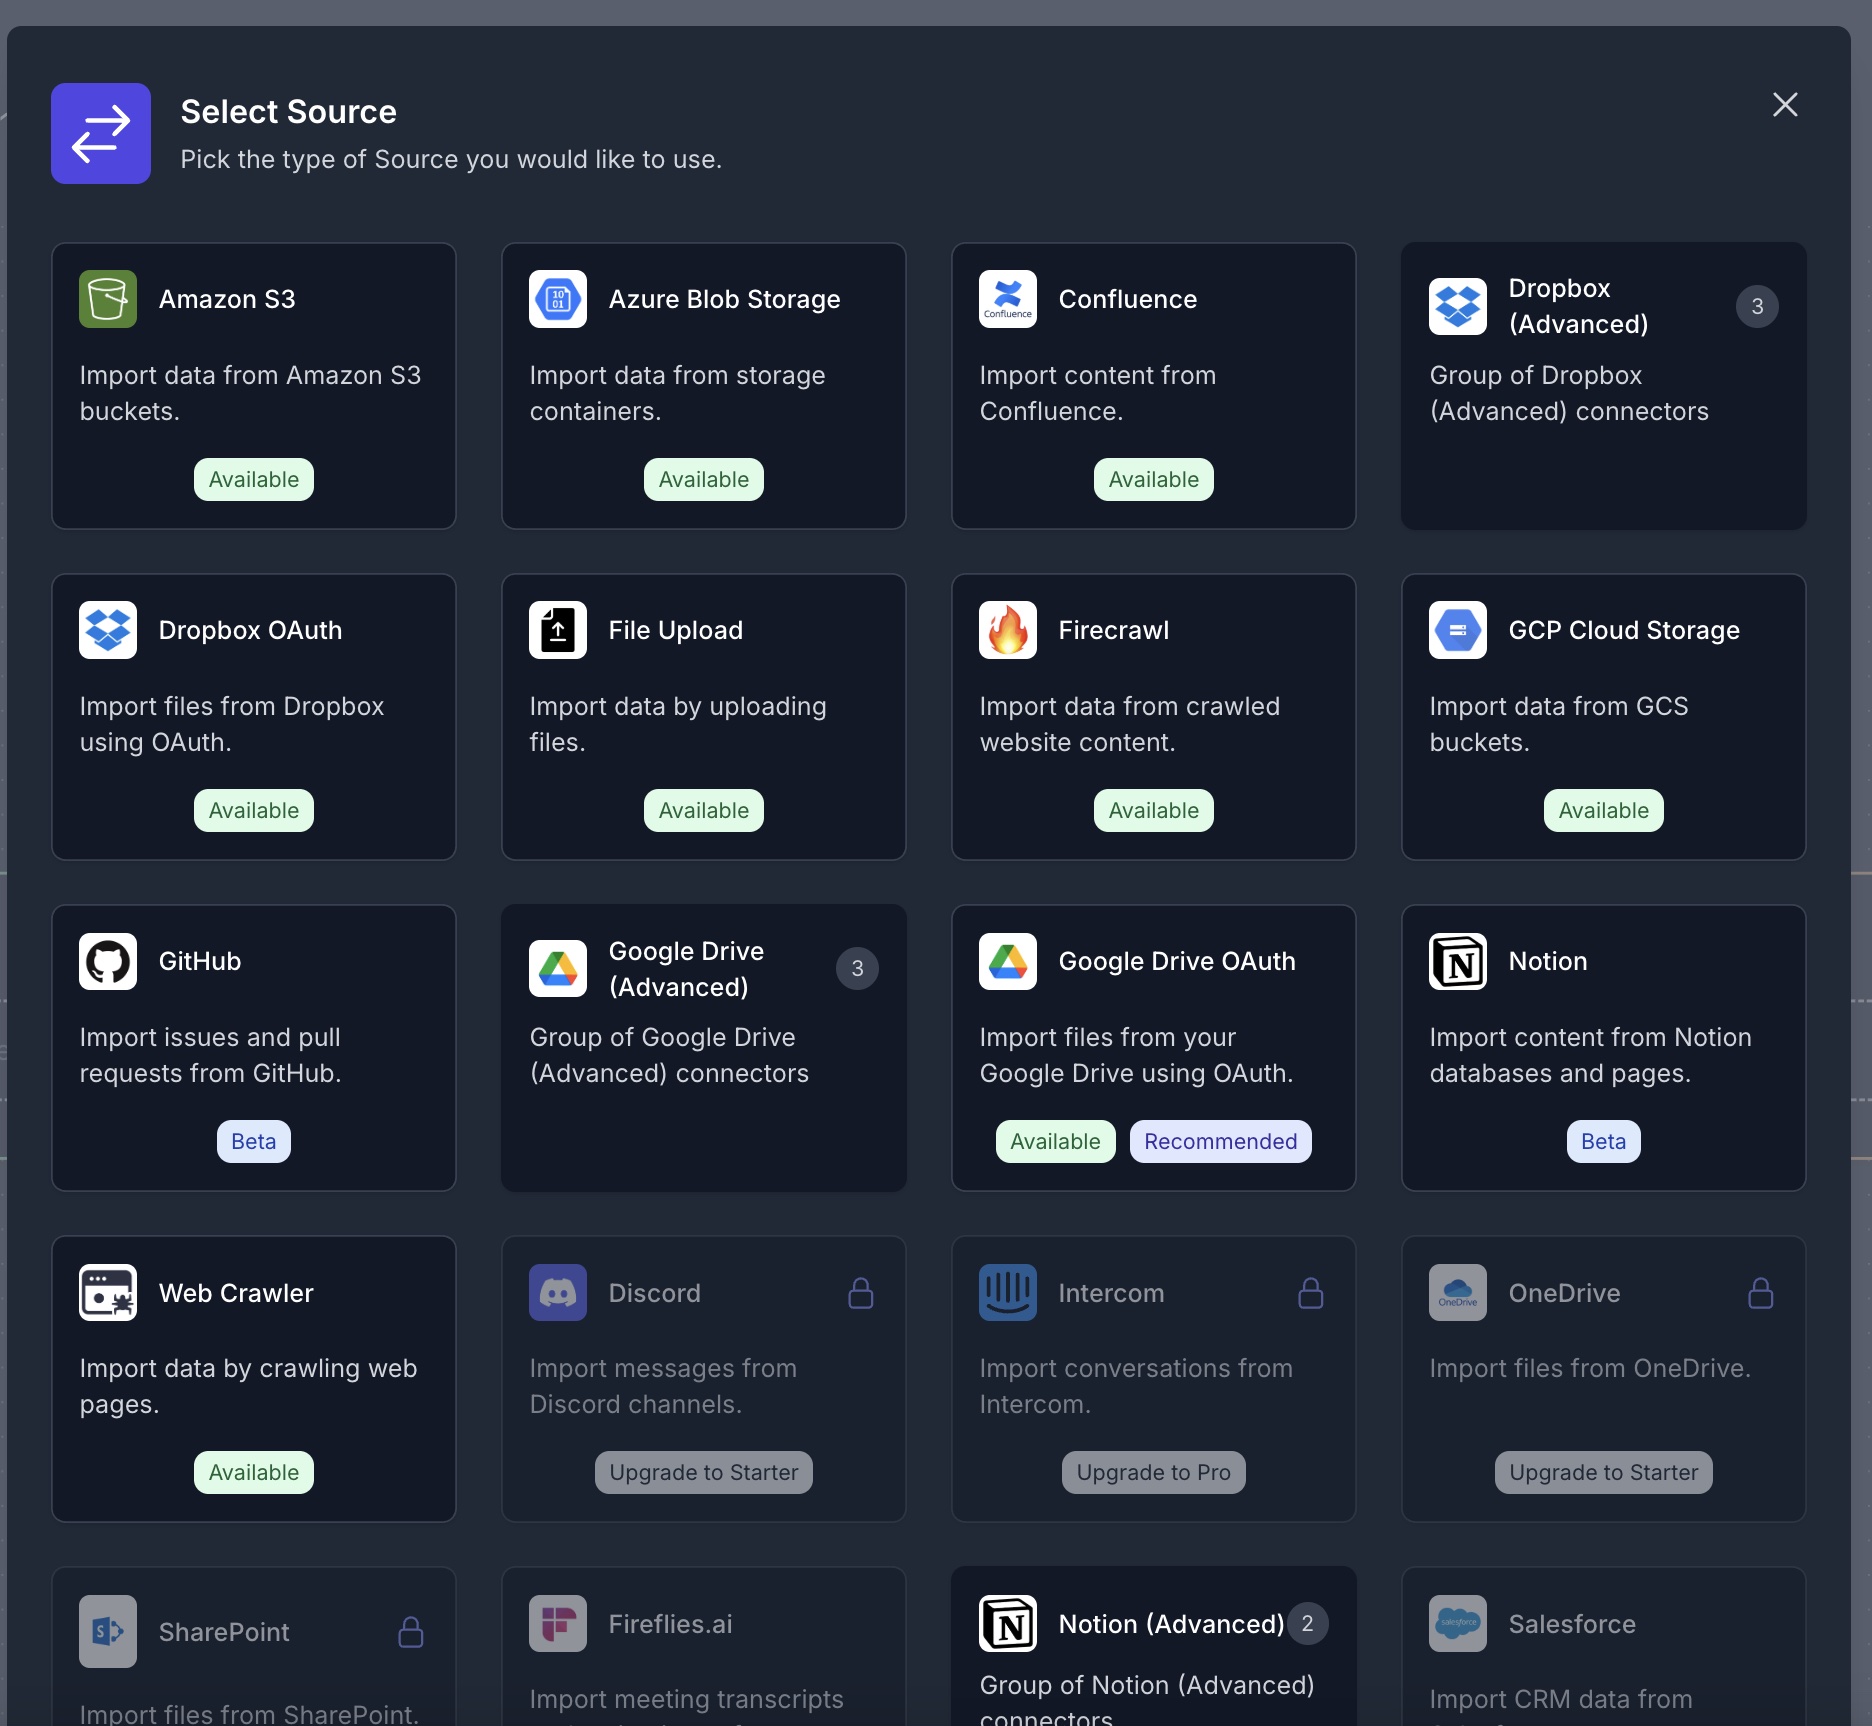 Select Source
Pick the type of Source you would like to use.
Amazon S3
Import data from Amazon S3
buckets.
Available
10
01
Azure Blob Storage
Import data from storage
containers.
Available
Confluence
Confluence
Import content from
Confluence.
Available
Dropbox
(Advanced)
3
Group of Dropbox
(Advanced) connectors
Dropbox OAuth
Import files from Dropbox
using OAuth.
Available
File Upload
Import data by uploading
files.
Available
Firecrawl
Import data from crawled
website content.
Available
GCP Cloud Storage
Import data from GCS
buckets.
Available
GitHub
Import issues and pull
requests from GitHub.
Beta
Google Drive
(Advanced)
3
Group of Google Drive
(Advanced) connectors
Google Drive OAuth
Import files from your
Google Drive using OAuth.
Available
Recommended
N
Notion
Import content from Notion
databases and pages.
Beta
Web Crawler
Import data by crawling web
pages.
Available
Discord
Import messages from
Discord channels.
Upgrade to Starter
Intercom
Import conversations from
Intercom.
Upgrade to Pro
OneDrive
OneDrive
Import files from OneDrive.
Upgrade to Starter
S
SharePoint
Import files from SharePoint.
Fireflies.ai
Import meeting transcripts
N
Notion (Advanced)
2
Group of Notion (Advanced)
connectors
salesforce
Salesforce
Import CRM data from